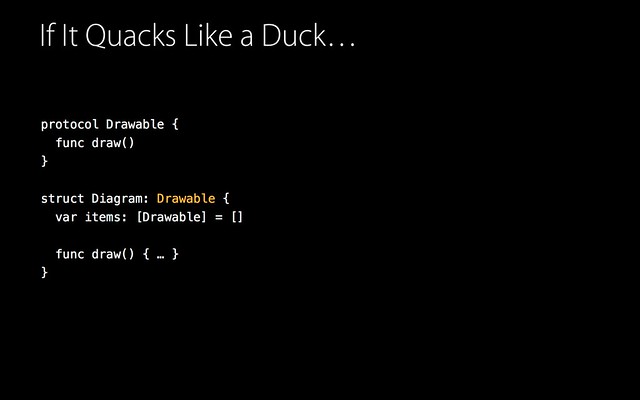 If It Quacks Like a Duck…
protocol Drawable {
func draw()
}
struct Diagram: Drawable {
var items: [Drawable] = []
func draw() { … }
}